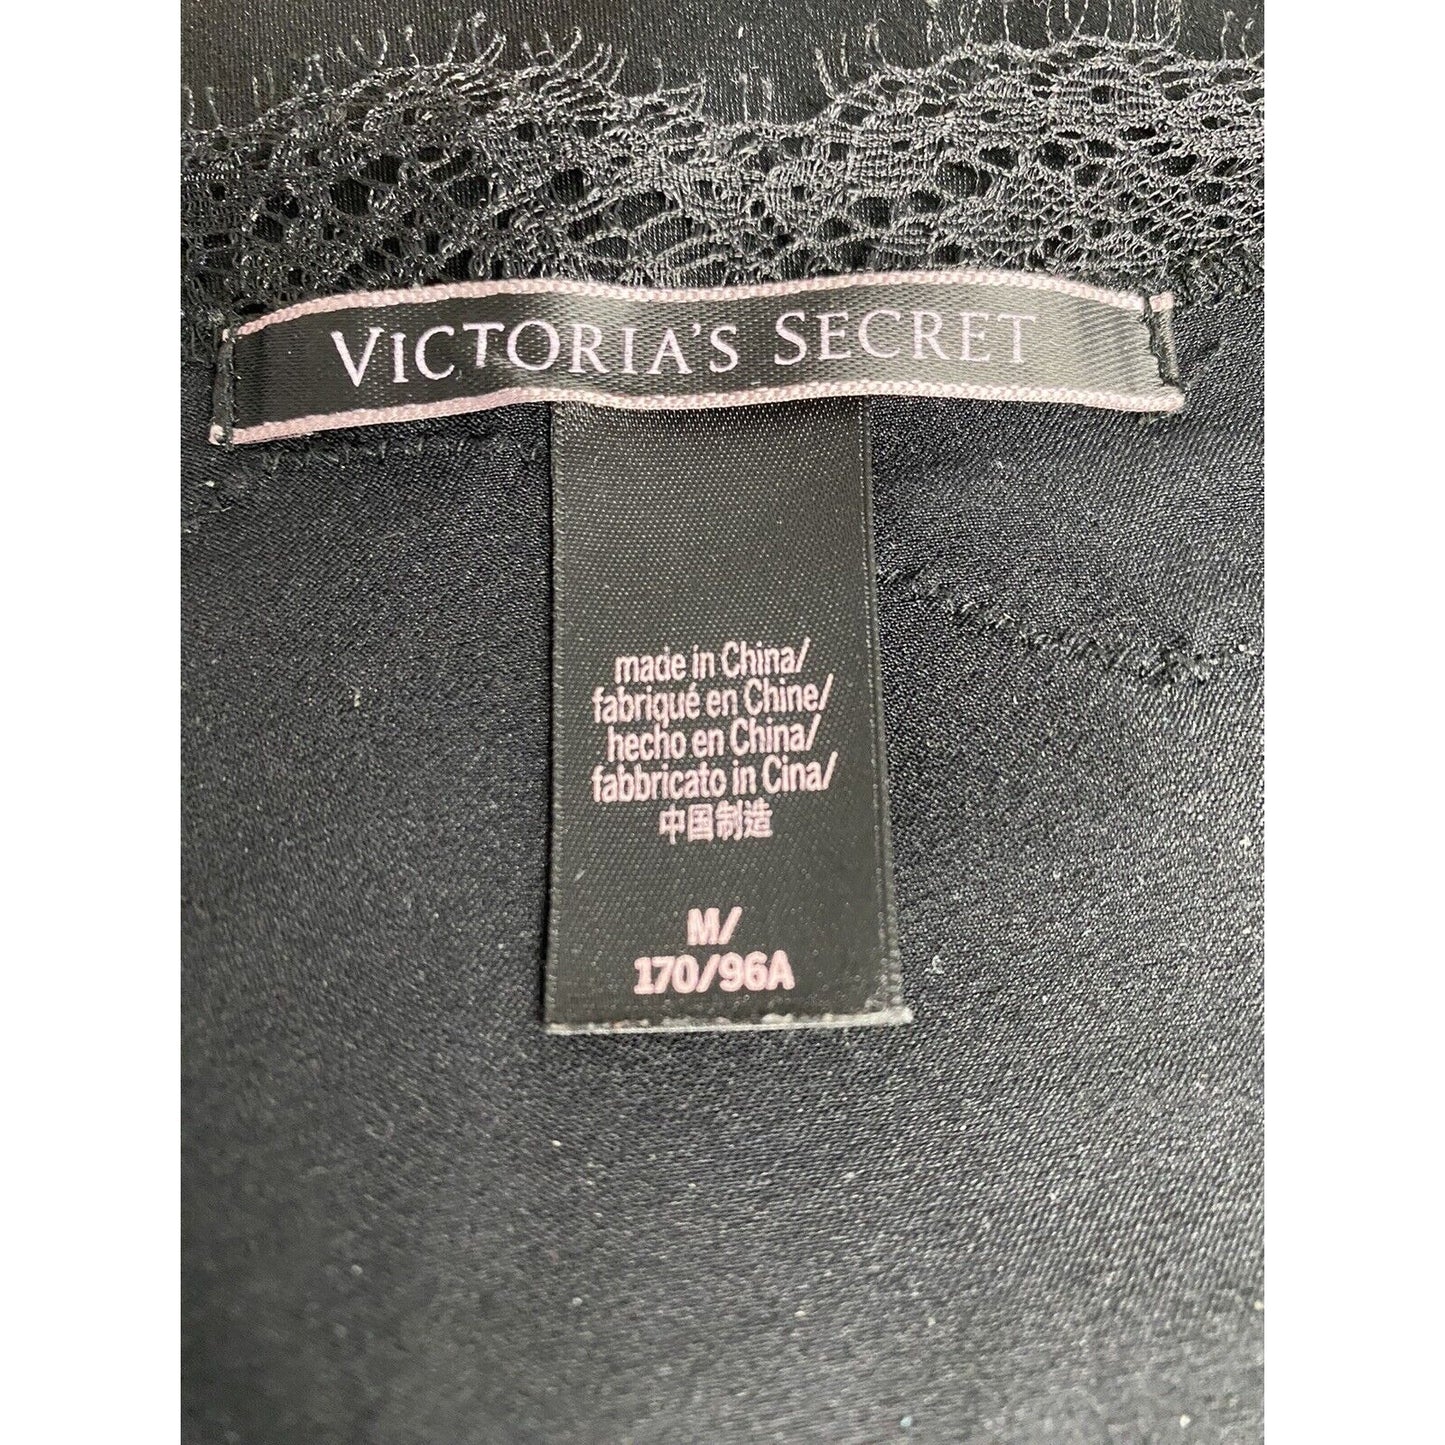 VICTORIA'S SECRET
made in China/
fabriqué en Chine/
hecho en China/
fabbricato in Cina/
中国制造
M/
170/96A